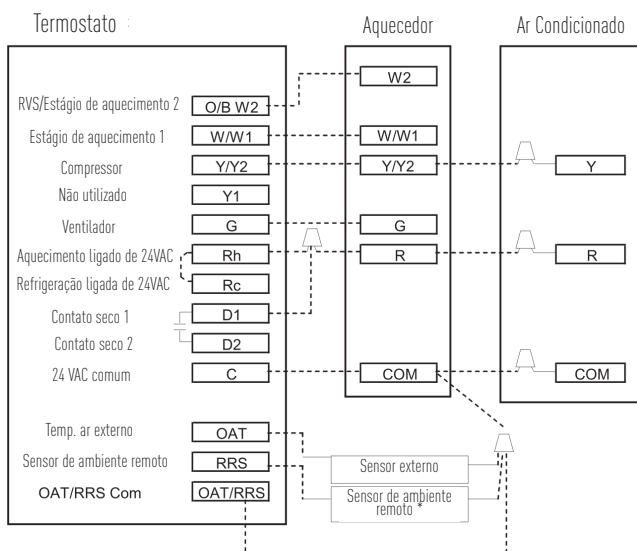 Termostato :
Aquecedor
Ar Condicionado
W2
RVS/Estágio de aquecimento 2 O/B W2
Estágio de aquecimento 1 W/W1 W/W1
Compressor Y/Y2 Y/Y2 Y
Não utilizado Y1
Ventilador G G
Aquecimento ligado de 24VAC Rh R R
Refrigeração ligada de 24VAC Rc
Contato seco 1 D1
Contato seco 2 D2
24 VAC comum C COM COM
Temp. ar externo OAT
Sensor de ambiente remoto RRS
OAT/RRS Com OAT/RRS
Sensor externo
Sensor de ambiente
remoto *